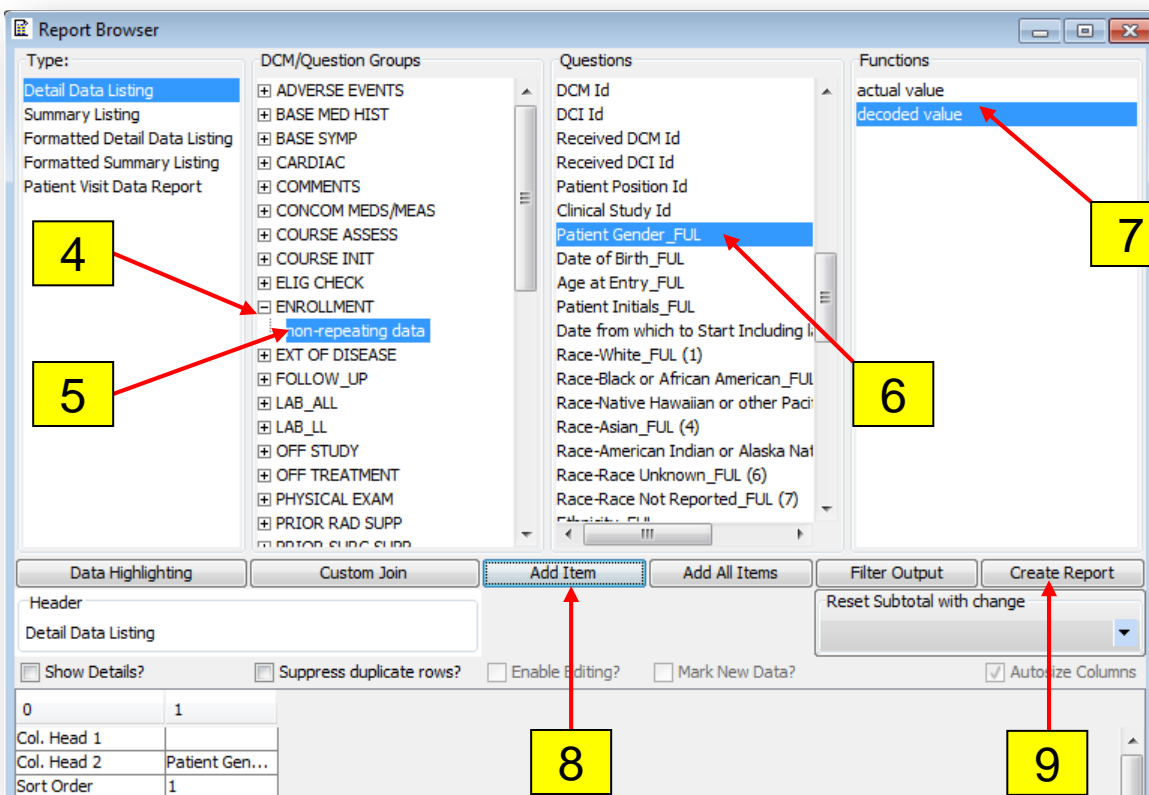 Report Browser
Type:
Detail Data Listing
Summary Listing
Formatted Detail Data Listing
Formatted Summary Listing
Patient Visit Data Report
DCM/Question Groups
ADVERSE EVENTS
BASE MED HIST
BASE SYMP
CARDIAC
COMMENTS
CONCOM MEDS/MEAS
COURSE ASSESS
COURSE INIT
ELIG CHECK
ENROLLMENT
non-repeating data
EXT OF DISEASE
FOLLOW_UP
LAB_ALL
LAB_LL
OFF STUDY
OFF TREATMENT
PHYSICAL EXAM
PRIOR RAD SUPP
PRIOR SURG SUPP
Questions
DCM Id
DCI Id
Received DCM Id
Received DCI Id
Patient Position Id
Clinical Study Id
Patient Gender_FUL
Date of Birth_FUL
Age at Entry_FUL
Patient Initials_FUL
Date from which to Start Including
Race-White_FUL (1)
Race-Black or African American_FUL
Race-Native Hawaiian or other Paci
Race-Asian_FUL (4)
Race-American Indian or Alaska Nat
Race-Race Unknown_FUL (6)
Race-Race Not Reported_FUL (7)
Ethnicity_FUL
Functions
actual value
decoded value
4
5
6
7
Data Highlighting
Custom Join
Add Item
Add All Items
Filter Output
Create Report
Header
Detail Data Listing
Reset Subtotal with change
Show Details?
Suppress duplicate rows?
Enable Editing?
Mark New Data?
Autosize Columns
0 1
Col. Head 1
Col. Head 2 Patient Gen...
Sort Order 1
8
9